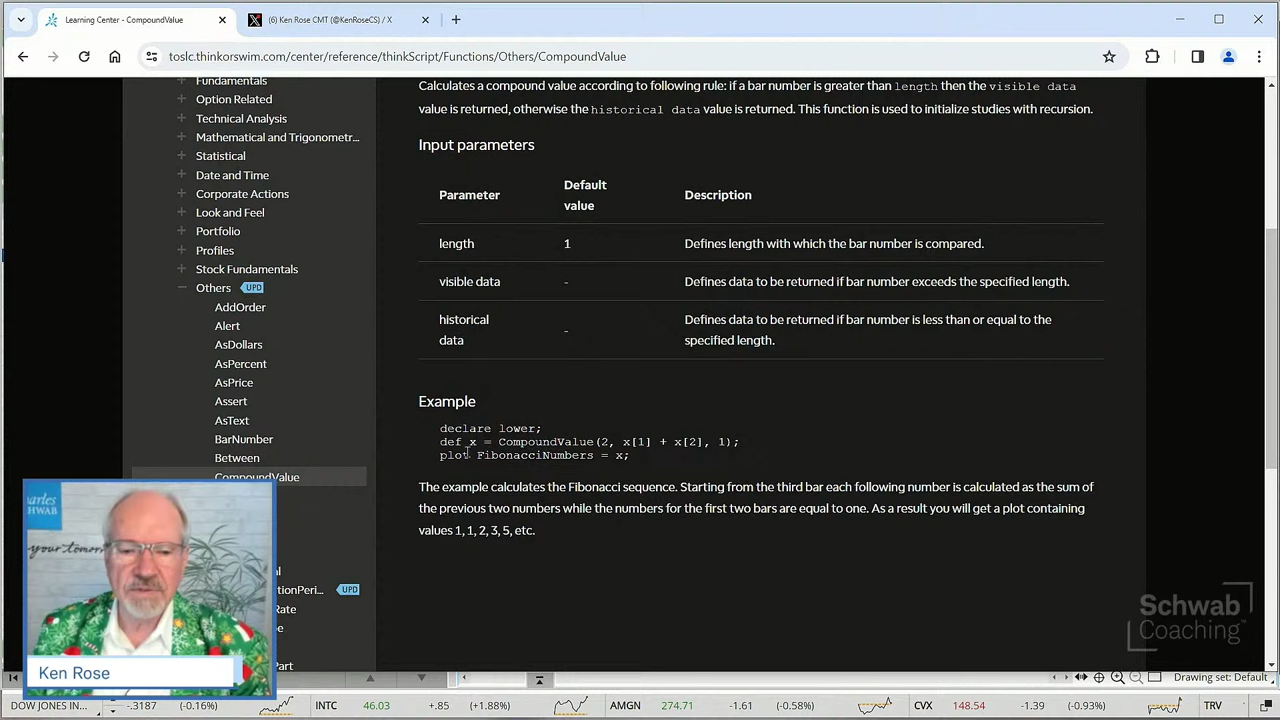 Learning Center - CompoundValue
(6) Ken Rose CMT (@KenRoseCS) / X
toslc.thinkorswim.com/center/reference/thinkScript/Functions/Others/CompoundValue
Fundamentals
Option Related
Technical Analysis
Mathematical and Trigonometr...
Statistical
Date and Time
Corporate Actions
Look and Feel
Portfolio
Profiles
Stock Fundamentals
Others UPD
AddOrder
Alert
AsDollars
AsPercent
AsPrice
Assert
AsText
BarNumber
Between
CompoundValue
UPD
Calculates a compound value according to following rule: if a bar number is greater than length then the visible data
value is returned, otherwise the historical data value is returned. This function is used to initialize studies with recursion.
Input parameters
Parameter Default value Description
length 1 Defines length with which the bar number is compared.
visible data - Defines data to be returned if bar number exceeds the specified length.
historical data - Defines data to be returned if bar number is less than or equal to the
specified length.
Example
declare lower;
def x = CompoundValue(2, x[1] + x[2], 1);
plot FibonacciNumbers = x;
The example calculates the Fibonacci sequence. Starting from the third bar each following number is calculated as the sum of
the previous two numbers while the numbers for the first two bars are equal to one. As a result you will get a plot containing
values 1, 1, 2, 3, 5, etc.
Schwab
Coaching
Ken Rose
Drawing set: Default
DOW JONES IN... -.3187 (-0.16%) INTC 46.03 +.85 (+1.88%) AMGN 274.71 -1.61 (-0.58%) CVX 148.54 -1.39 (-0.93%) TRV